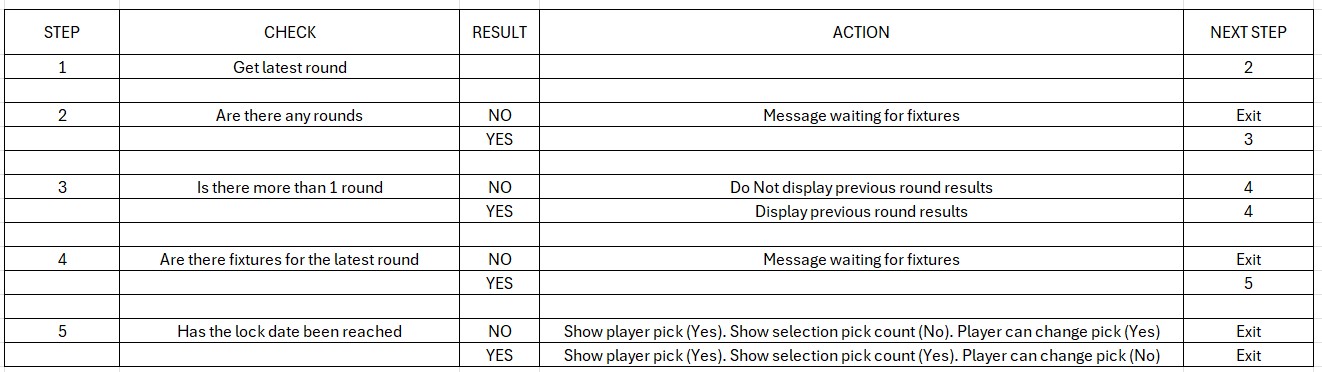 STEP CHECK RESULT ACTION NEXT STEP
1 Get latest round 2
2 Are there any rounds NO Message waiting for fixtures Exit
YES 3
3 Is there more than 1 round NO Do Not display previous round results 4
YES Display previous round results 4
4 Are there fixtures for the latest round NO Message waiting for fixtures Exit
YES 5
5 Has the lock date been reached NO Show player pick (Yes). Show selection pick count (No). Player can change pick (Yes) Exit
YES Show player pick (Yes). Show selection pick count (Yes). Player can change pick (No) Exit